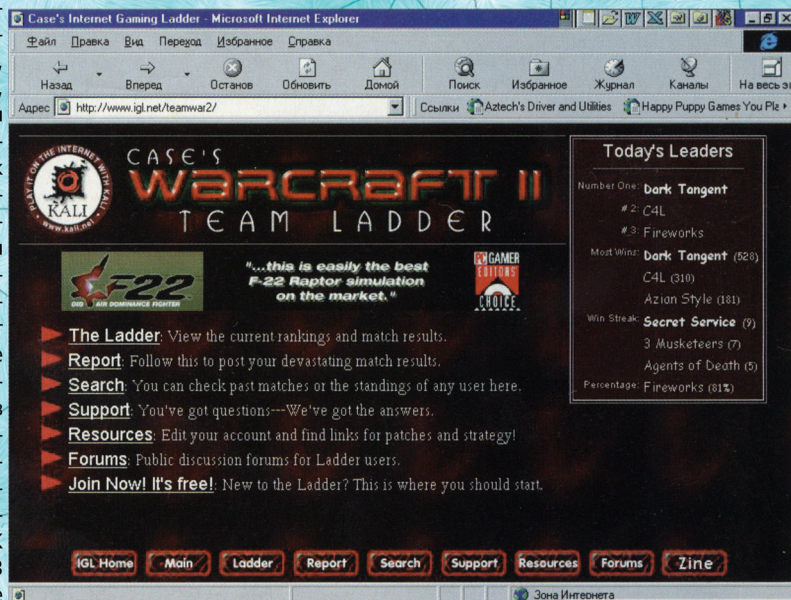 Case's Internet Gaming Ladder - Microsoft Internet Explorer
Файл Правка Вид Переход Избранное Справка
Назад Вперед Останов Обновить Домой Поиск Избранное Журнал Каналы На весь
Адрес http://www.igl.net/teamwar2/ Ссылки Aztech's Driver and Utilities Happy Puppy Games You Pla
PLAY IT ON THE INTERNET WITH KALI
KALI
www.kali.net
CASE'S
WARCRAFT II
TEAM LADDER
Today's Leaders
Number One: Dark Tangent
# 2: C4L
# 3: Fireworks
Most Wins: Dark Tangent (528)
C4L (310)
Azian Style (181)
Win Streak: Secret Service (9)
3 Musketeers (7)
Agents of Death (5)
Percentage: Fireworks (81%)
F22
DID AIR DOMINANCE FIGHTER
"...this is easily the best
F-22 Raptor simulation
on the market."
PC GAMER
EDITORS'
CHOICE
The Ladder: View the current rankings and match results.
Report: Follow this to post your devastating match results.
Search: You can check past matches or the standings of any user here.
Support: You've got questions---We've got the answers.
Resources: Edit your account and find links for patches and strategy!
Forums: Public discussion forums for Ladder users.
Join Now! It's free!: New to the Ladder? This is where you should start.
IGL Home Main Ladder Report Search Support Resources Forums Zine
Зона Интернета